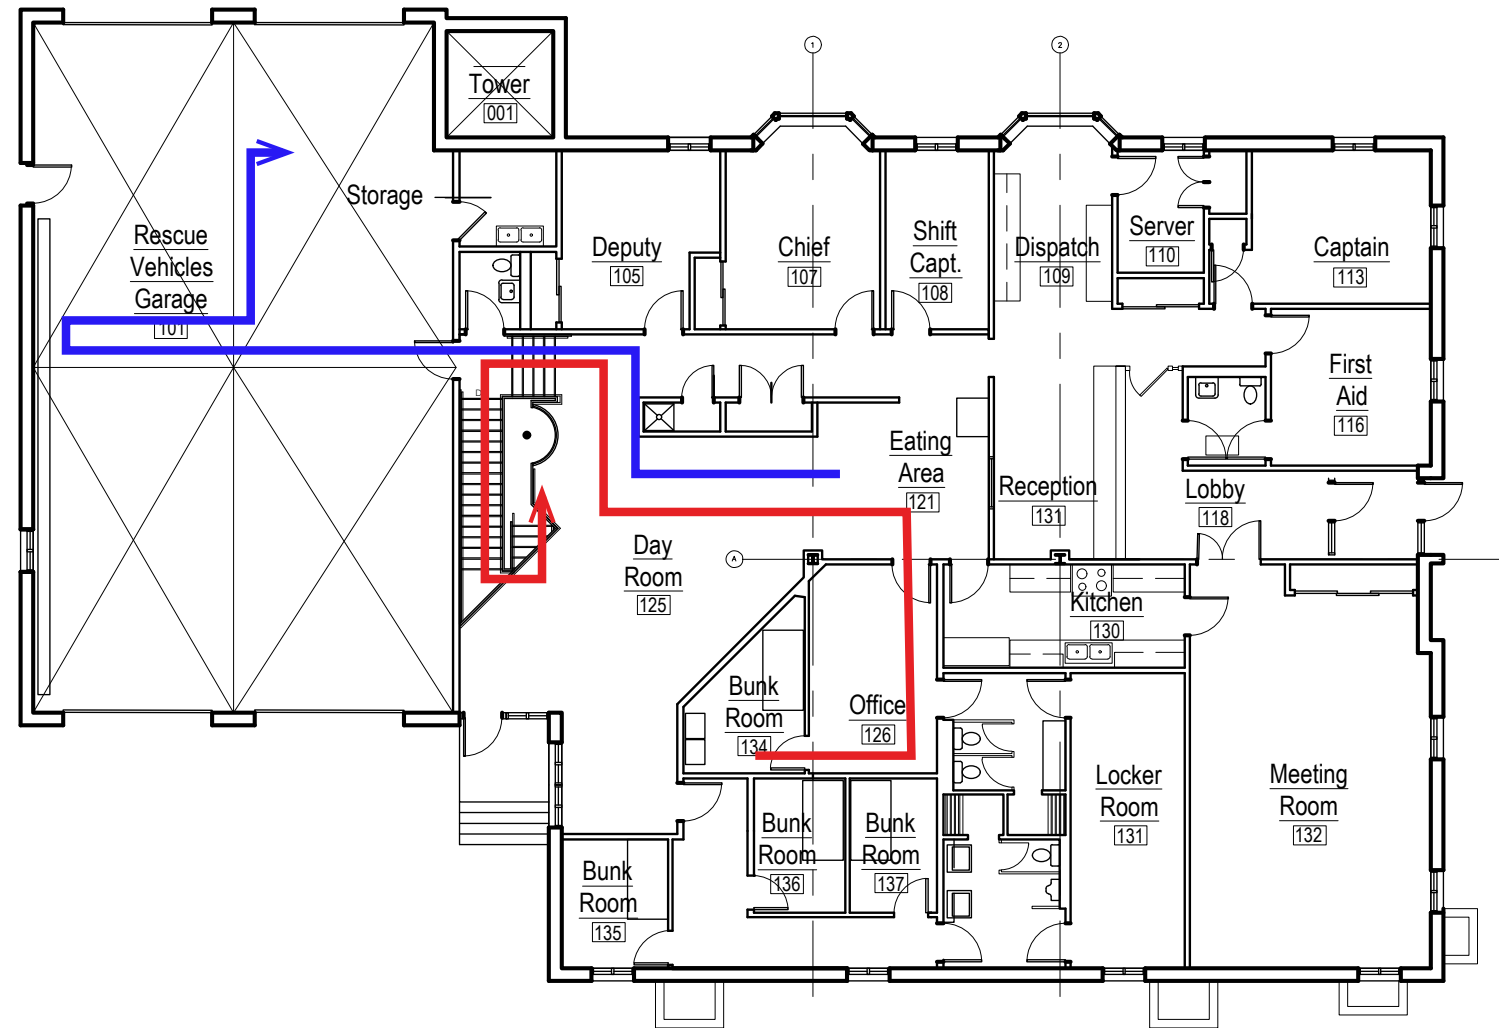 1
2
Tower
001
Storage
Rescue
Vehicles
Garage
101
Deputy
105
Chief
107
Shift
Capt.
108
Dispatch
109
Server
110
Captain
113
First
Aid
116
Eating
Area
121
Reception
131
Lobby
118
A
Day
Room
125
Kitchen
130
Bunk
Room
134
Office
126
Locker
Room
131
Meeting
Room
132
Bunk
Room
136
Bunk
Room
137
Bunk
Room
135